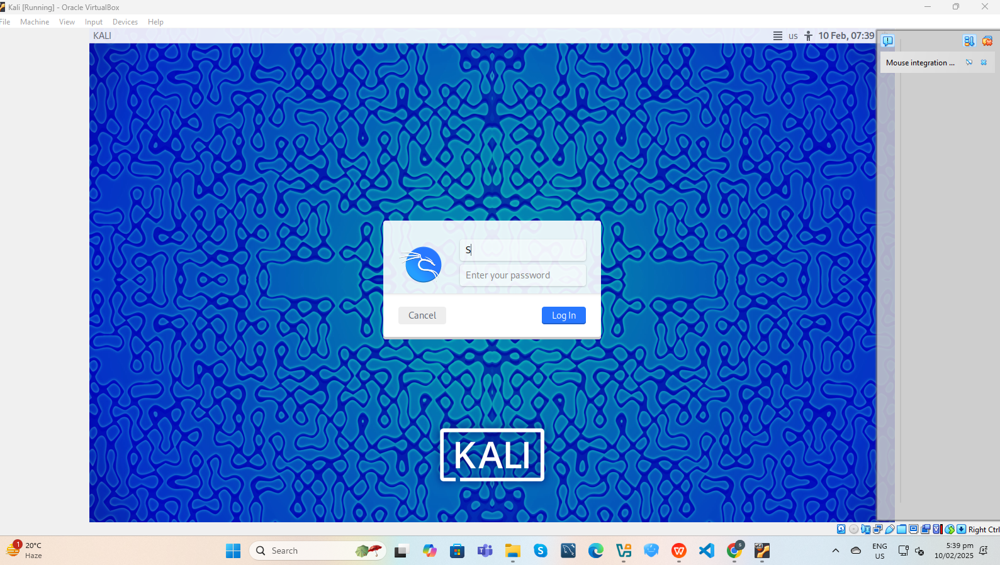 Kali [Running] - Oracle VirtualBox
File Machine View Input Devices Help
KALI
us 10 Feb, 07:39
Mouse integration ...
S
Enter your password
Cancel
Log In
KALI
Right Ctrl
1
20°C
Haze
Search
ENG
US
5:39 pm
10/02/2025